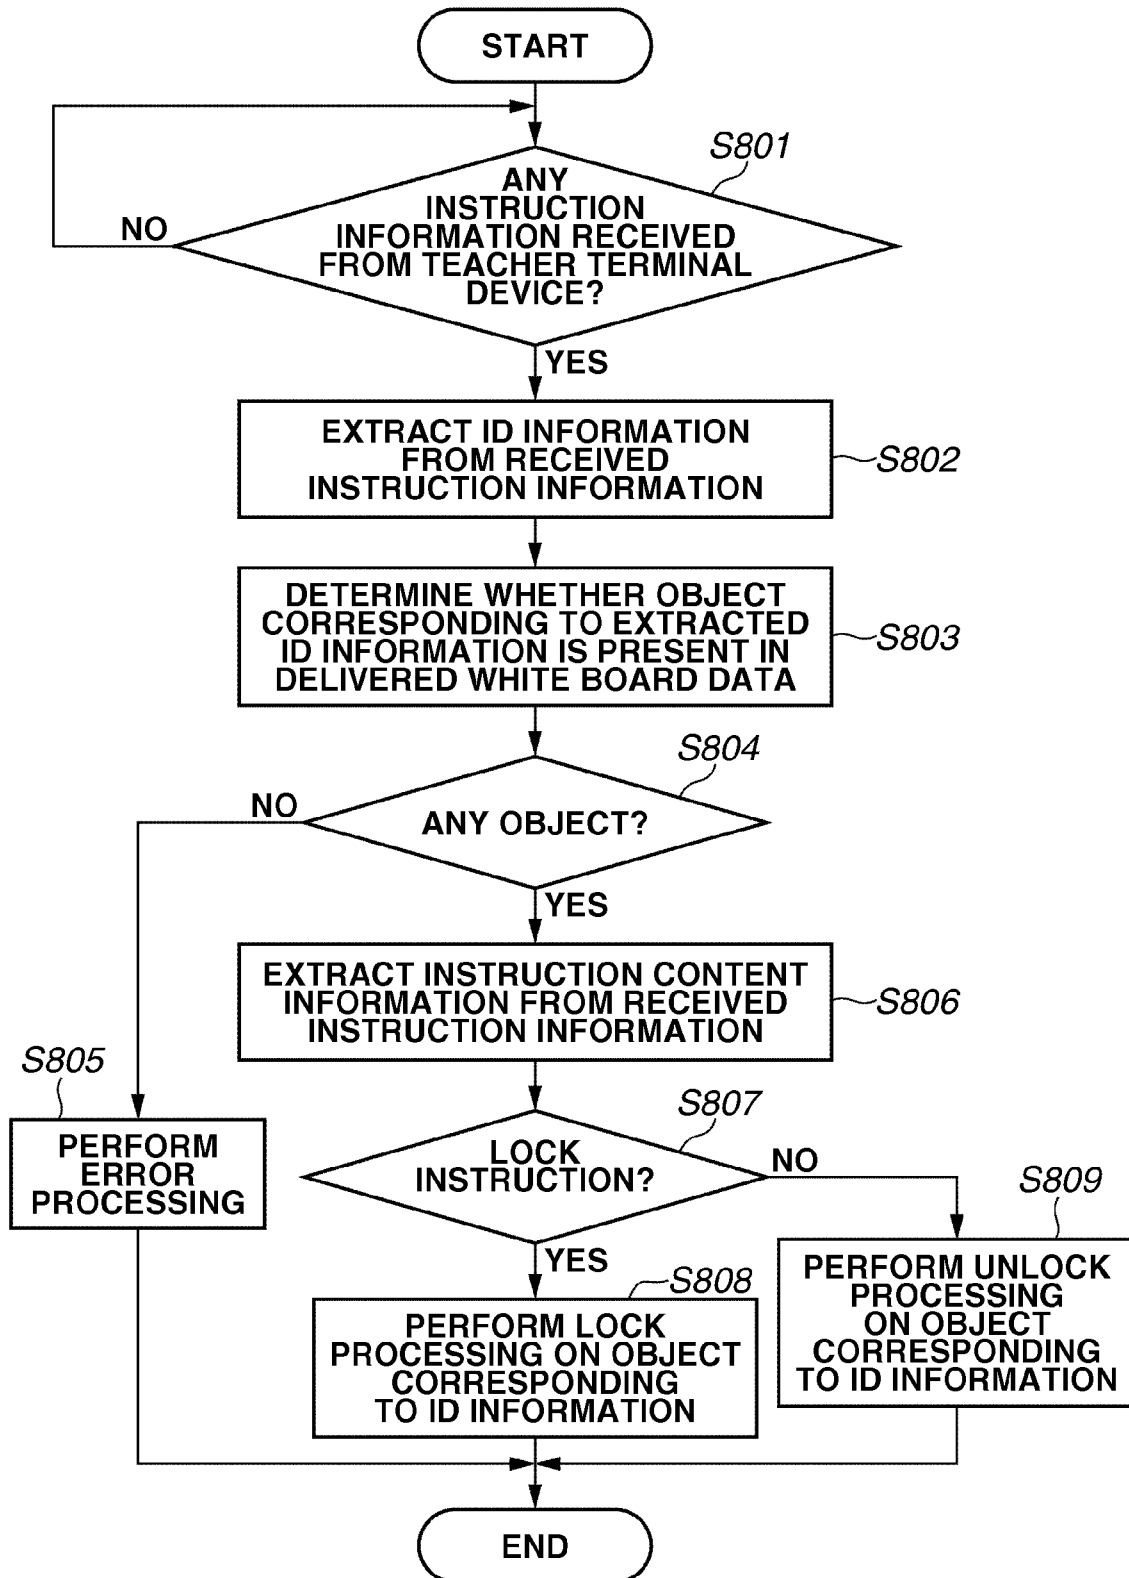 START
S801
ANY
INSTRUCTION
INFORMATION RECEIVED
FROM TEACHER TERMINAL
DEVICE?
NO
YES
EXTRACT ID INFORMATION
FROM RECEIVED
INSTRUCTION INFORMATION
S802
DETERMINE WHETHER OBJECT
CORRESPONDING TO EXTRACTED
ID INFORMATION IS PRESENT IN
DELIVERED WHITE BOARD DATA
S803
S804
NO
ANY OBJECT?
YES
EXTRACT INSTRUCTION CONTENT
INFORMATION FROM RECEIVED
INSTRUCTION INFORMATION
S806
S805
PERFORM
ERROR
PROCESSING
S807
LOCK
INSTRUCTION?
NO
YES
S809
PERFORM UNLOCK
PROCESSING
ON OBJECT
CORRESPONDING
TO ID INFORMATION
S808
PERFORM LOCK
PROCESSING ON OBJECT
CORRESPONDING
TO ID INFORMATION
END